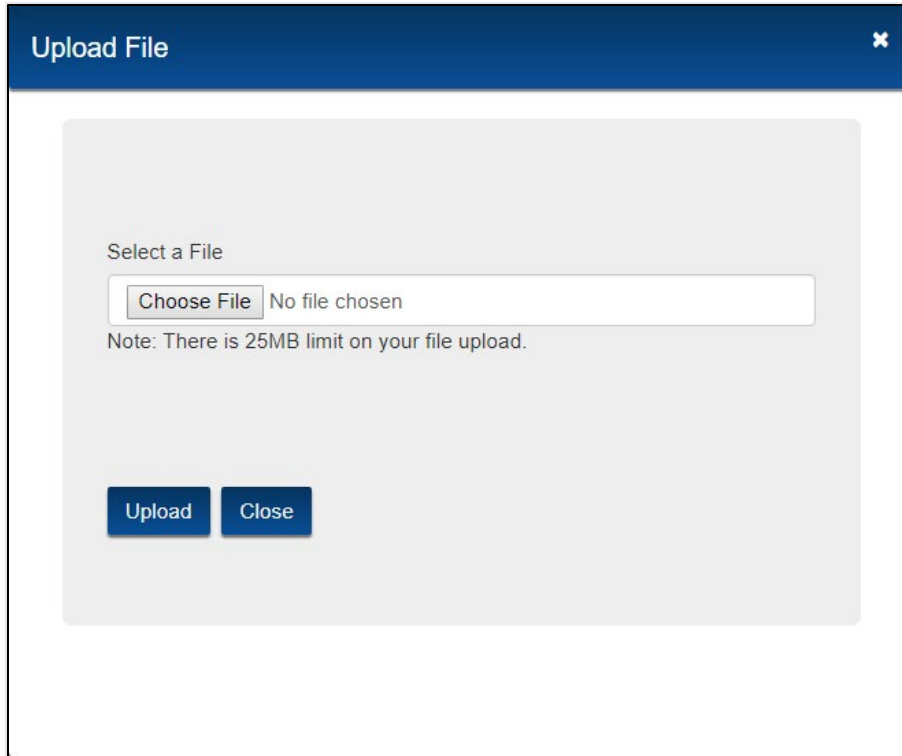 Upload File
Select a File
Choose File No file chosen
Note: There is 25MB limit on your file upload.
Upload Close